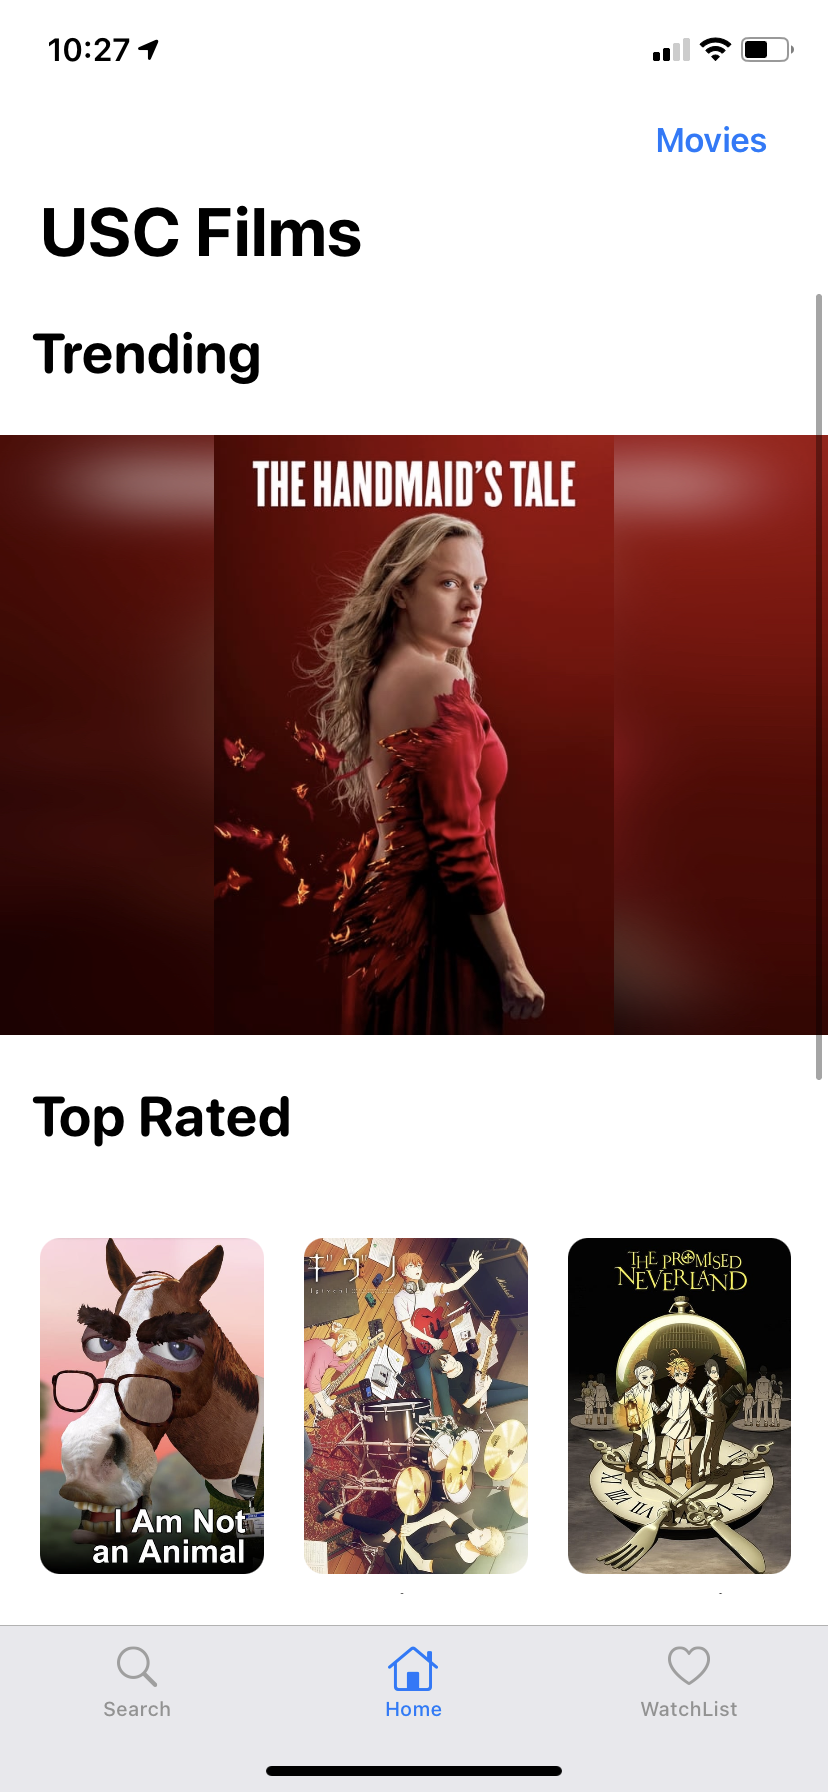 10:27
Movies
USC Films
Trending
THE HANDMAID'S TALE
Top Rated
I Am Not
an Animal
ギヴン
THE PROMISED
NEVERLAND
Search
Home
WatchList